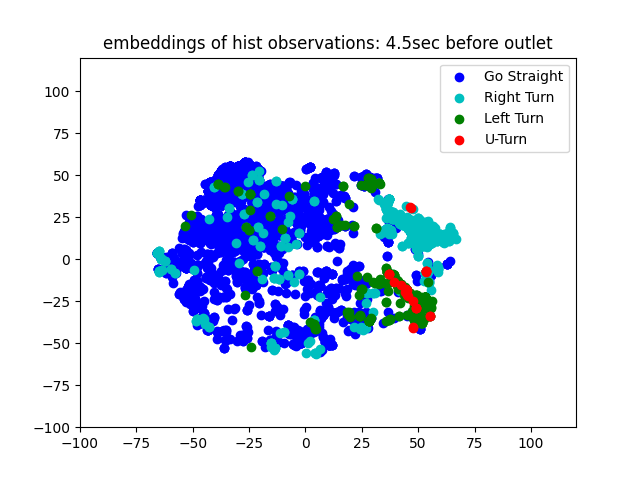 embeddings of hist observations: 4.5sec before outlet
Go Straight
Right Turn
Left Turn
U-Turn
100
75
50
25
0
−25
−50
−75
−100
−100 −75 −50 −25 0 25 50 75 100